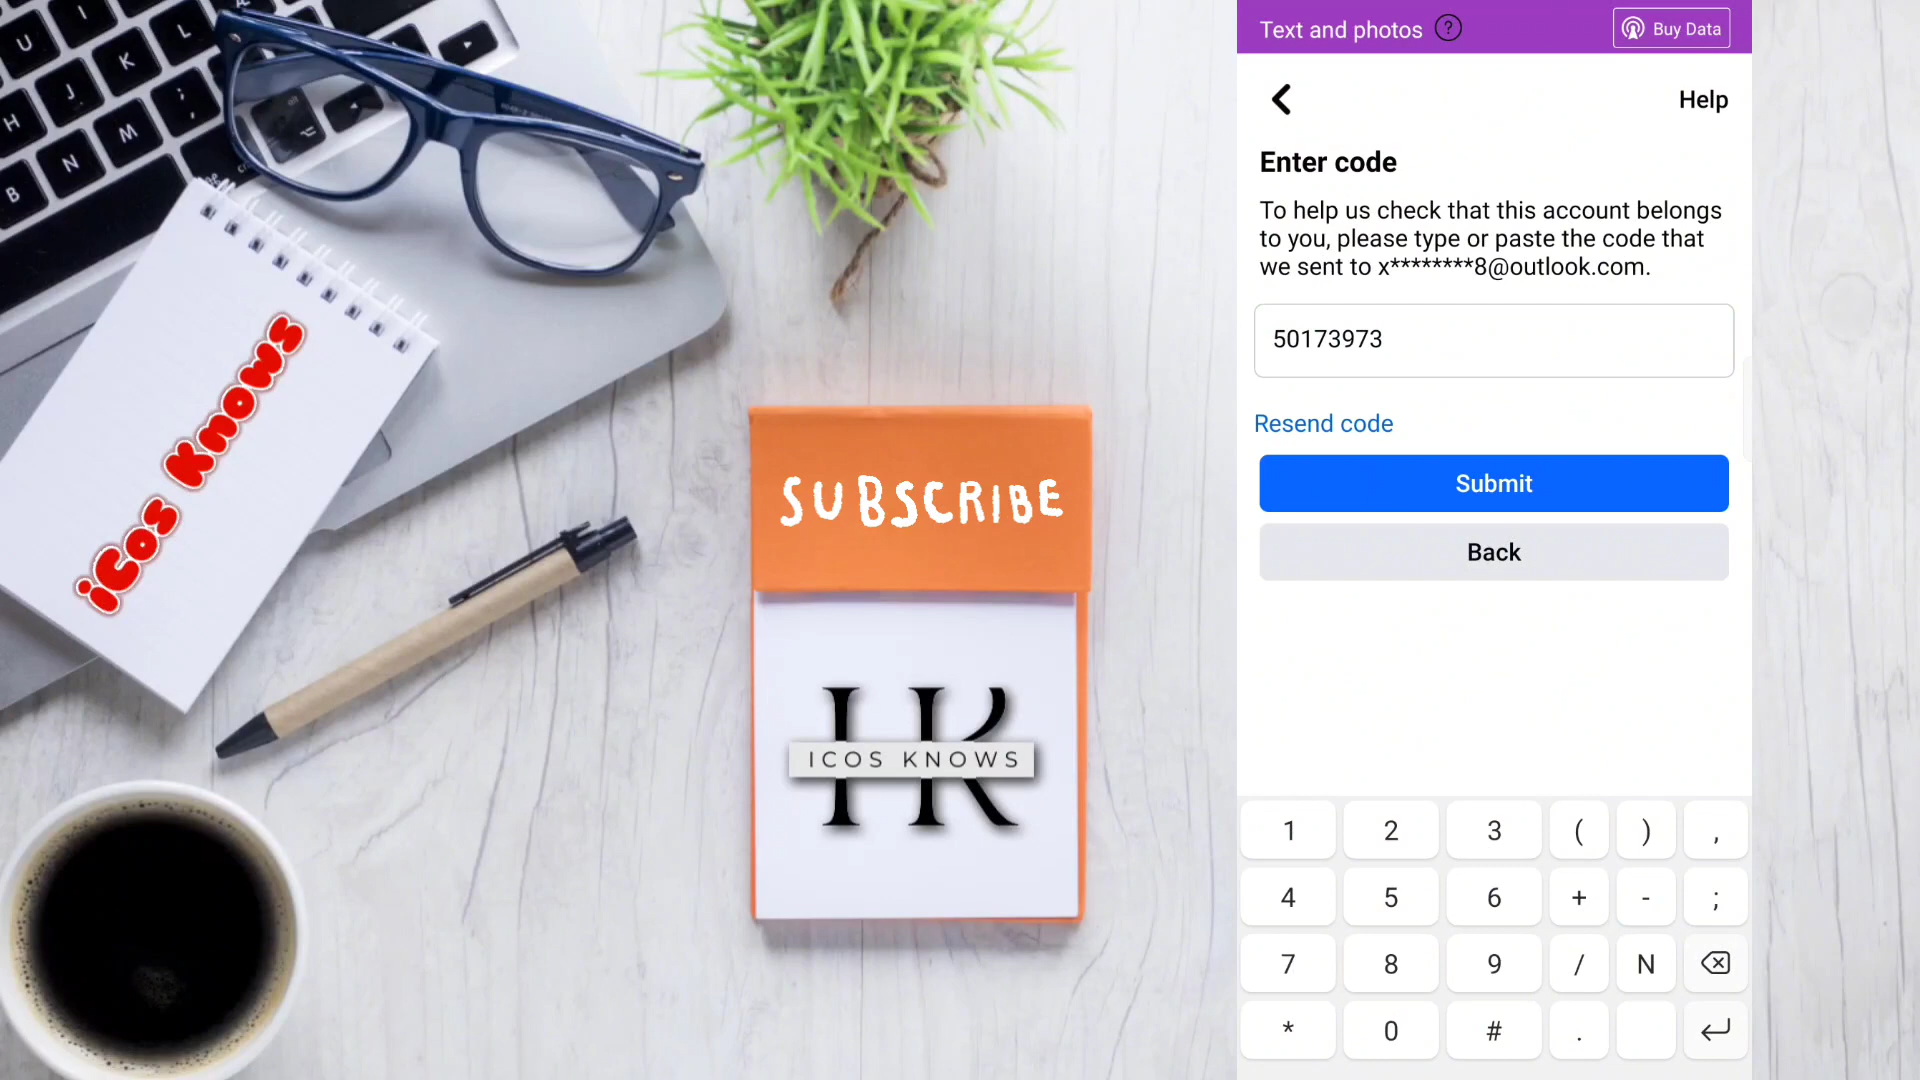 U
K
L
H
J
;
N
M
B
iCos Knows
SUBSCRIBE
HK
ICOS KNOWS
Text and photos ?
Buy Data
Help
Enter code
To help us check that this account belongs
to you, please type or paste the code that
we sent to x********8@outlook.com.
50173973
Resend code
Submit
Back
1 2 3 ( ) ,
4 5 6 + - ;
7 8 9 / N
* 0 # .